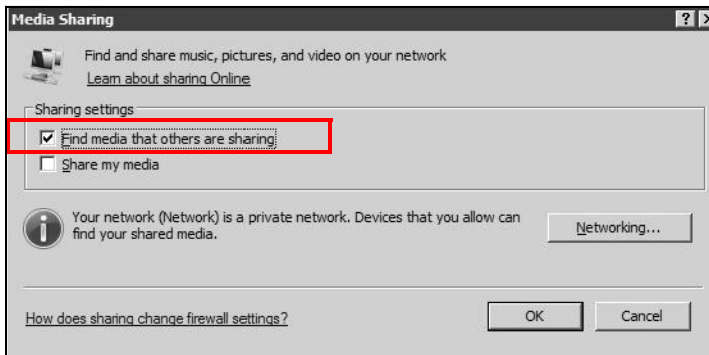 Media Sharing
Find and share music, pictures, and video on your network
Learn about sharing Online
Sharing settings
Find media that others are sharing
Share my media
Your network (Network) is a private network. Devices that you allow can
find your shared media.
Networking...
How does sharing change firewall settings?
OK
Cancel